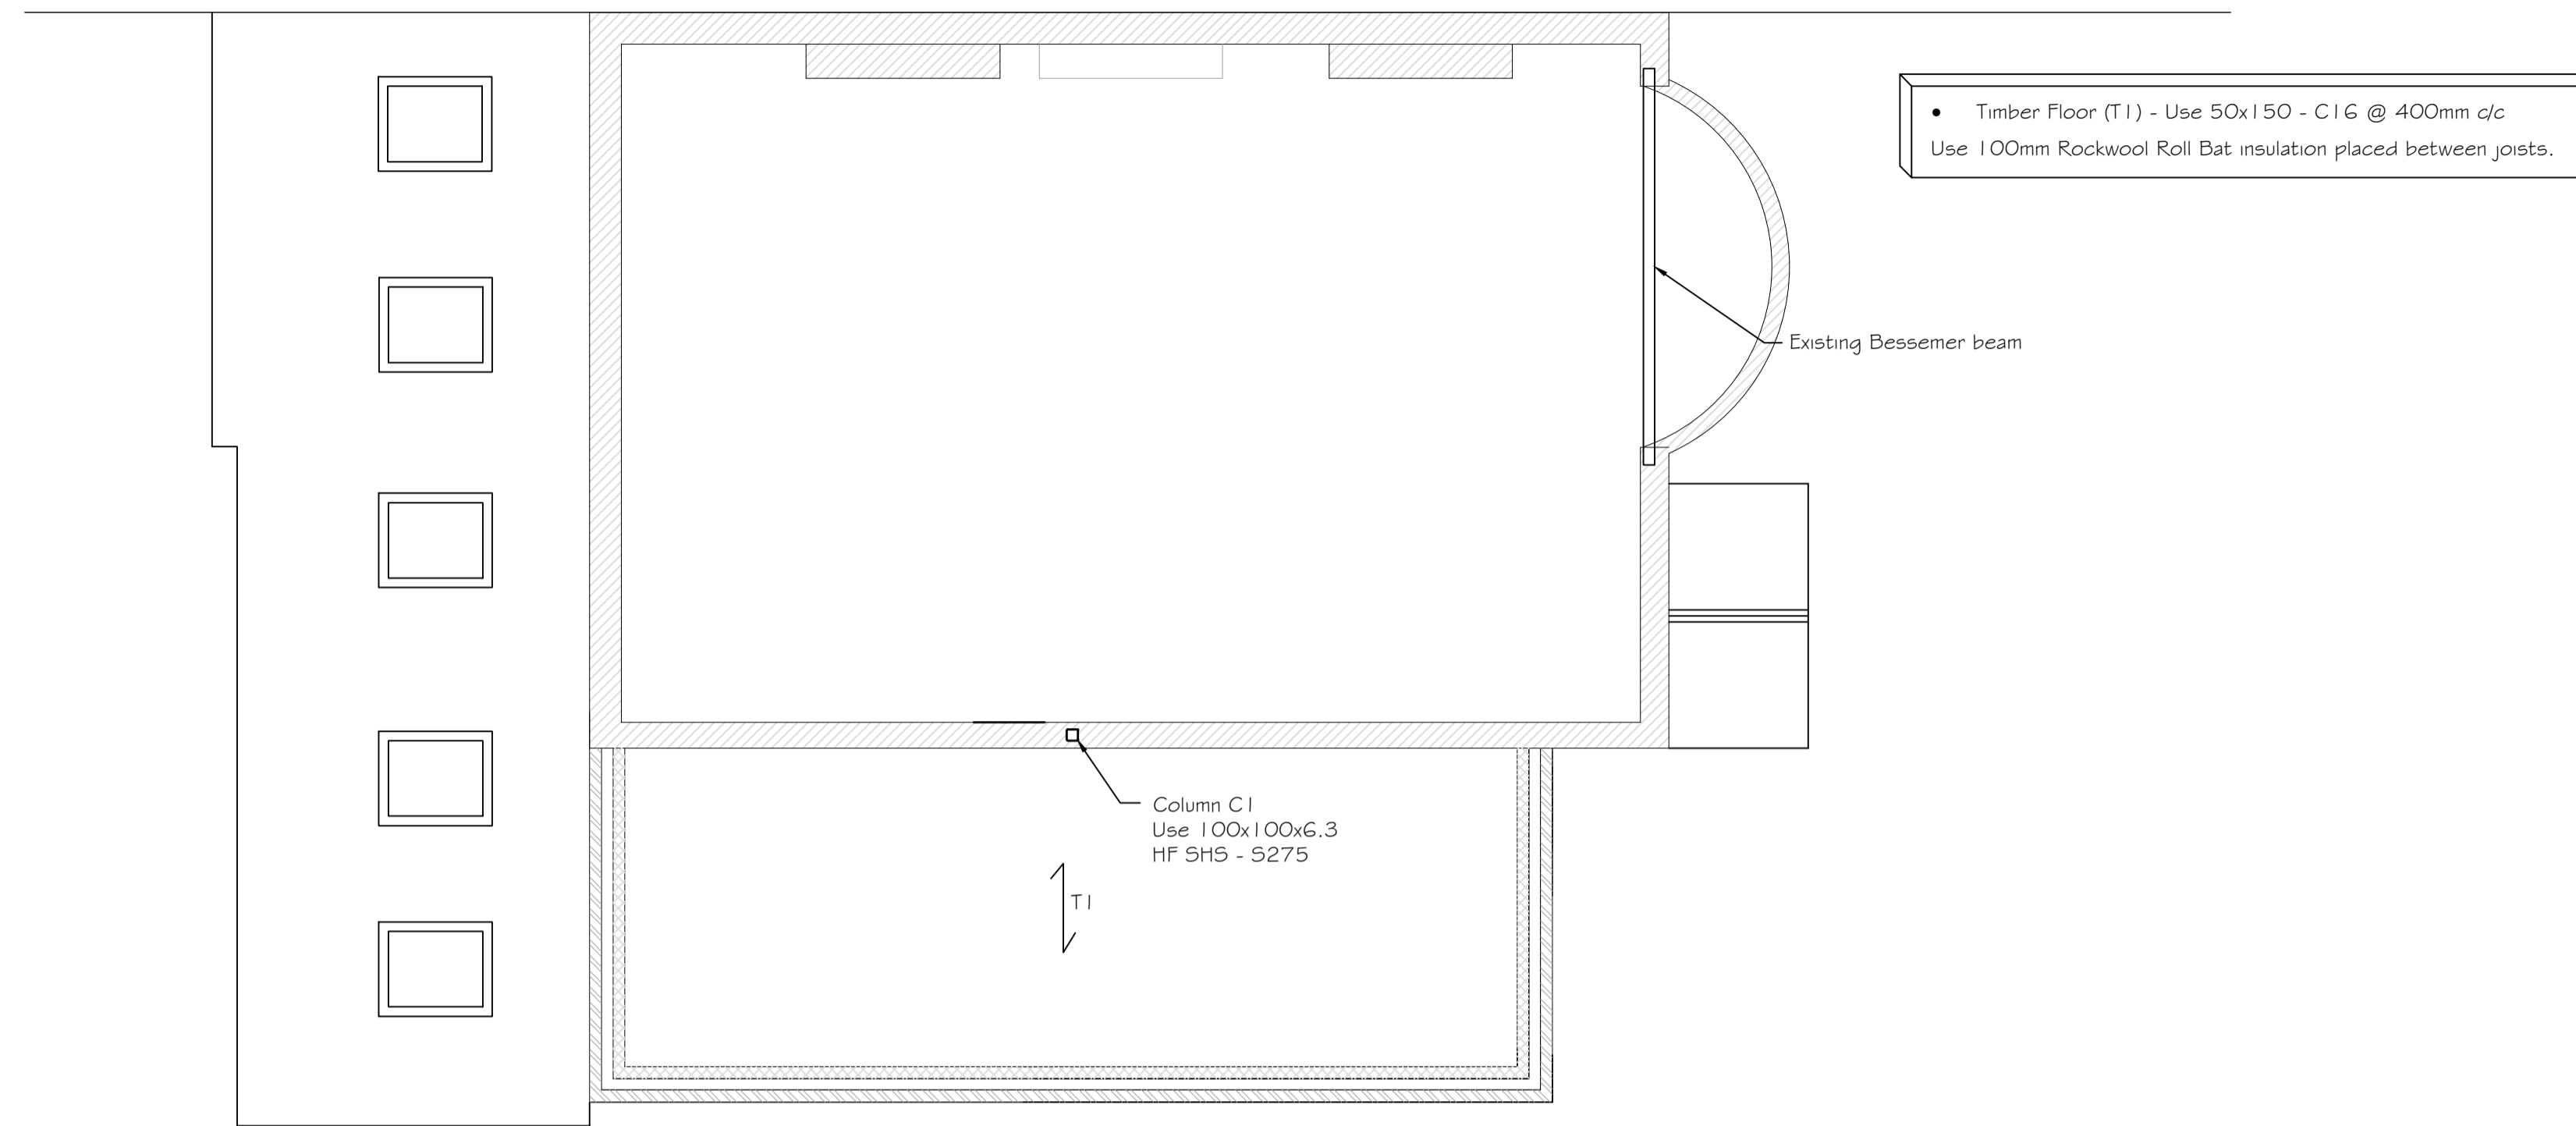 • Timber Floor (T1) - Use 50x150 - C16 @ 400mm c/c
Use 100mm Rockwool Roll Bat insulation placed between joists.
Existing Bessemer beam
Column C1
Use 100x100x6.3
HF SHS - S275
T1